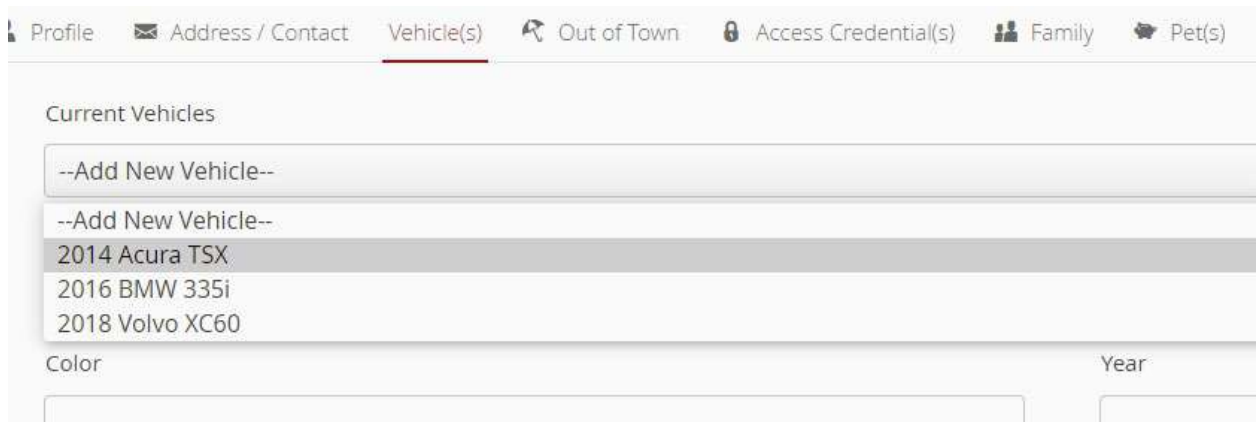 Profile Address / Contact Vehicle(s) Out of Town Access Credential(s) Family Pet(s)
Current Vehicles
--Add New Vehicle--
--Add New Vehicle--
2014 Acura TSX
2016 BMW 335i
2018 Volvo XC60
Color Year